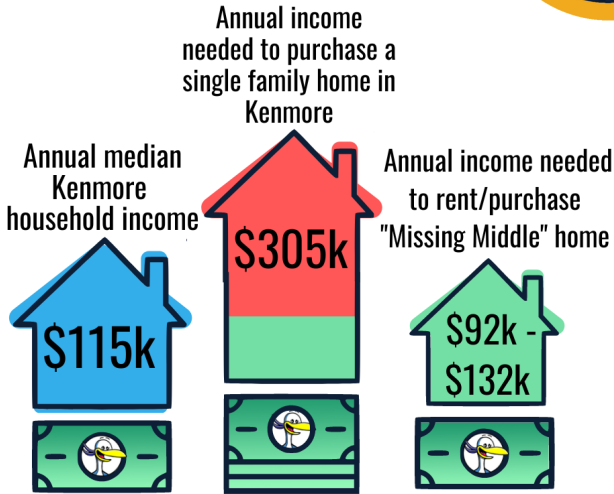 Annual income
needed to purchase a
single family home in
Kenmore
Annual median
Kenmore
household income
Annual income needed
to rent/purchase
"Missing Middle" home
$115k
$305k
$92k -
$132k